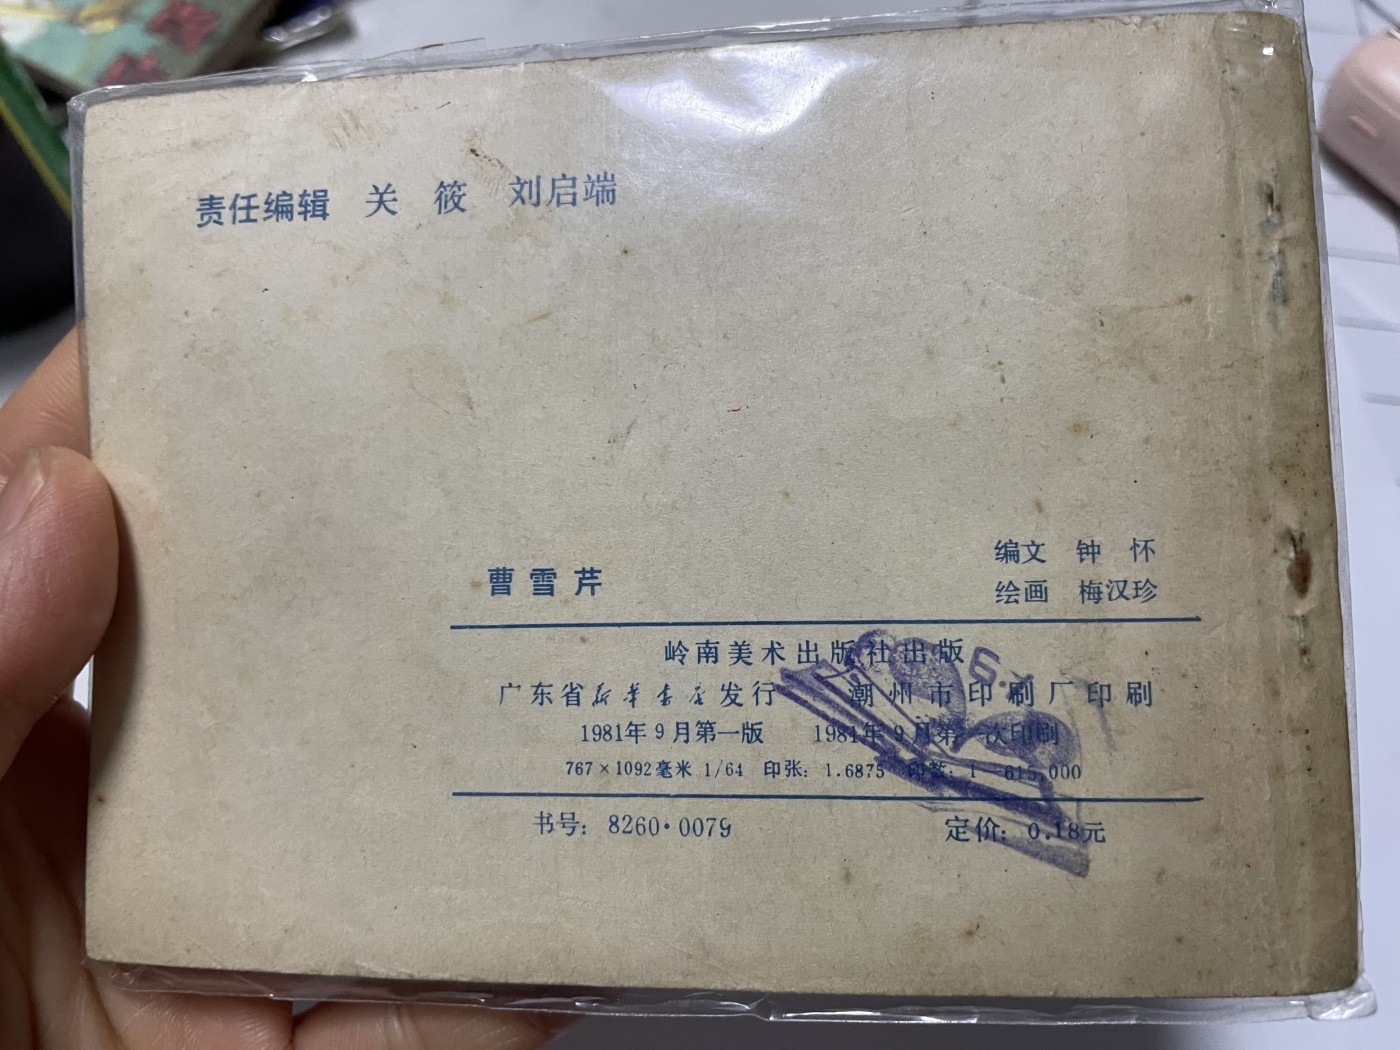 责任编辑 关 筱 刘启端
曹雪芹
编文 钟 怀
绘画 梅汉珍
岭南美术出版社出版
广东省新华书店发行 潮州市印刷厂印刷
1981年9月第一版 1981年9月第一次印刷
767×1092毫米 1/64 印张：1.6875 印数：1—615,000
书号：8260·0079 定价：0.18元